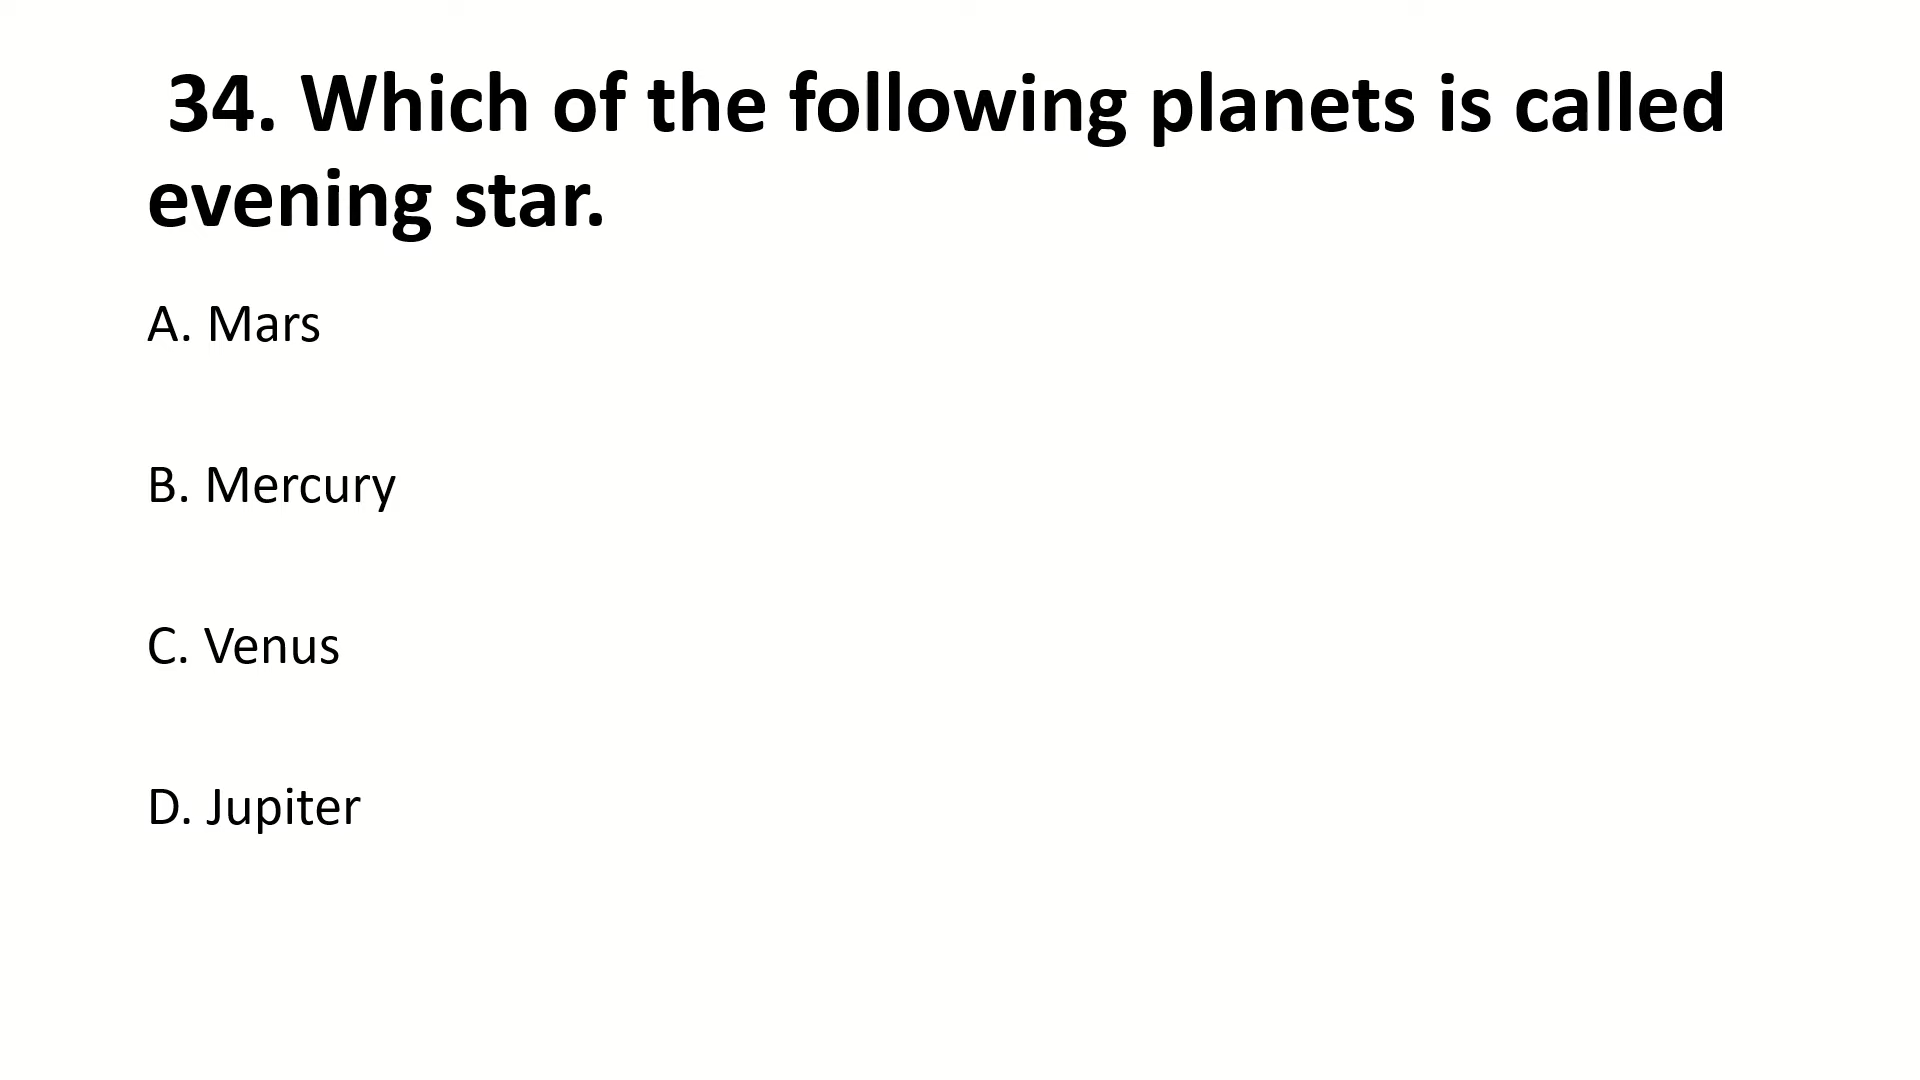 34. Which of the following planets is called
evening star.
A. Mars
B. Mercury
C. Venus
D. Jupiter